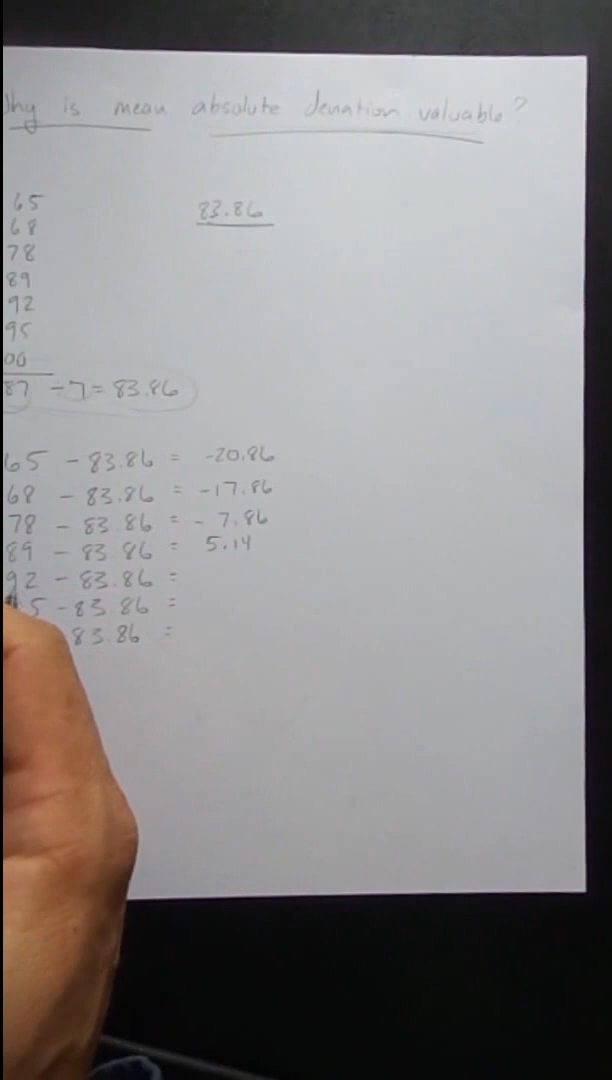 Why is mean absolute deviation valuable?
65
68
78
89
92
95
00
83.86
87 ÷ 7 = 83.86
65 - 83.86 = -20.86
68 - 83.86 = -17.86
78 - 83.86 = - 7.86
89 - 83.86 = 5.14
92 - 83.86 =
5 - 83.86 =
83.86 =